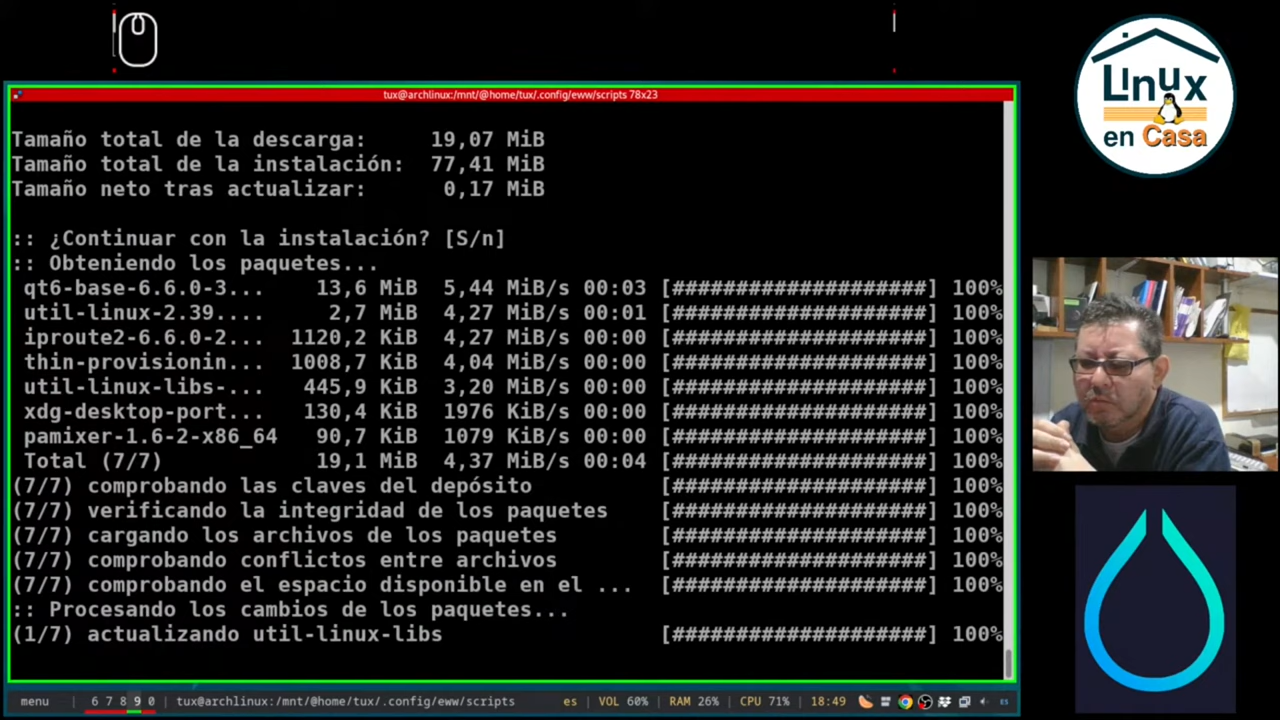 tux@archlinux:/mnt/@home/tux/.config/eww/scripts 78x23
Tamaño total de la descarga: 19,07 MiB
Tamaño total de la instalación: 77,41 MiB
Tamaño neto tras actualizar: 0,17 MiB
:: ¿Continuar con la instalación? [S/n]
:: Obteniendo los paquetes...
qt6-base-6.6.0-3... 13,6 MiB 5,44 MiB/s 00:03 [####################] 100%
util-linux-2.39.... 2,7 MiB 4,27 MiB/s 00:01 [####################] 100%
iproute2-6.6.0-2... 1120,2 KiB 4,27 MiB/s 00:00 [####################] 100%
thin-provisionin... 1008,7 KiB 4,04 MiB/s 00:00 [####################] 100%
util-linux-libs-... 445,9 KiB 3,20 MiB/s 00:00 [####################] 100%
xdg-desktop-port... 130,4 KiB 1976 KiB/s 00:00 [####################] 100%
pamixer-1.6-2-x86_64 90,7 KiB 1079 KiB/s 00:00 [####################] 100%
Total (7/7) 19,1 MiB 4,37 MiB/s 00:04 [####################] 100%
(7/7) comprobando las claves del depósito [####################] 100%
(7/7) verificando la integridad de los paquetes [####################] 100%
(7/7) cargando los archivos de los paquetes [####################] 100%
(7/7) comprobando conflictos entre archivos [####################] 100%
(7/7) comprobando el espacio disponible en el ... [####################] 100%
:: Procesando los cambios de los paquetes...
(1/7) actualizando util-linux-libs [####################] 100%
menu | 6 7 8 9 0 | tux@archlinux:/mnt/@home/tux/.config/eww/scripts es | VOL 60% | RAM 26% | CPU 71% | 18:49 ES
Linux
en Casa